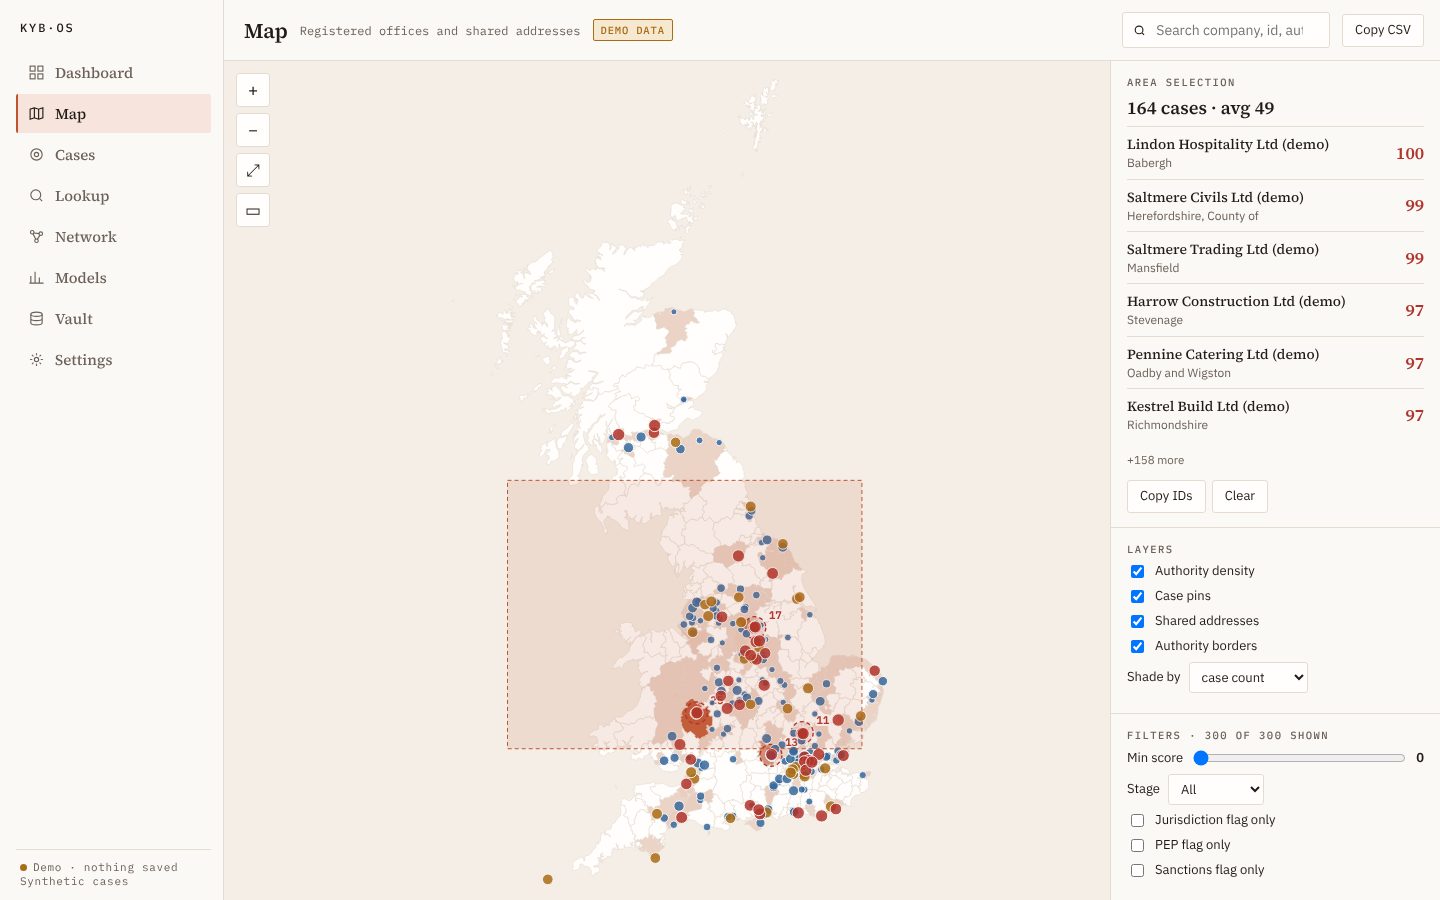 KYB·OS
Dashboard
Map
Cases
Lookup
Network
Models
Vault
Settings
Demo · nothing saved
Synthetic cases
Map
Registered offices and shared addresses
DEMO DATA
Search company, id, aut
Copy CSV
+
−
17
11
13
AREA SELECTION
164 cases · avg 49
Lindon Hospitality Ltd (demo)
Babergh
100
Saltmere Civils Ltd (demo)
Herefordshire, County of
99
Saltmere Trading Ltd (demo)
Mansfield
99
Harrow Construction Ltd (demo)
Stevenage
97
Pennine Catering Ltd (demo)
Oadby and Wigston
97
Kestrel Build Ltd (demo)
Richmondshire
97
+158 more
Copy IDs
Clear
LAYERS
Authority density
Case pins
Shared addresses
Authority borders
Shade by
case count
FILTERS · 300 OF 300 SHOWN
Min score
0
Stage
All
Jurisdiction flag only
PEP flag only
Sanctions flag only